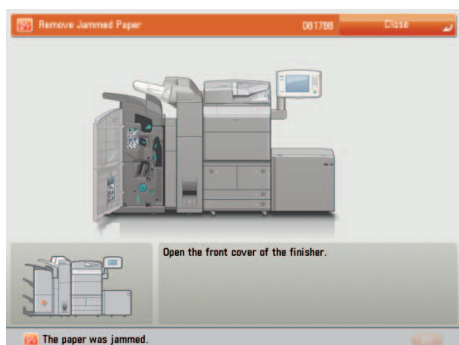 Remove Jammed Paper
081788
Close
Open the front cover of the finisher.
The paper was jammed.